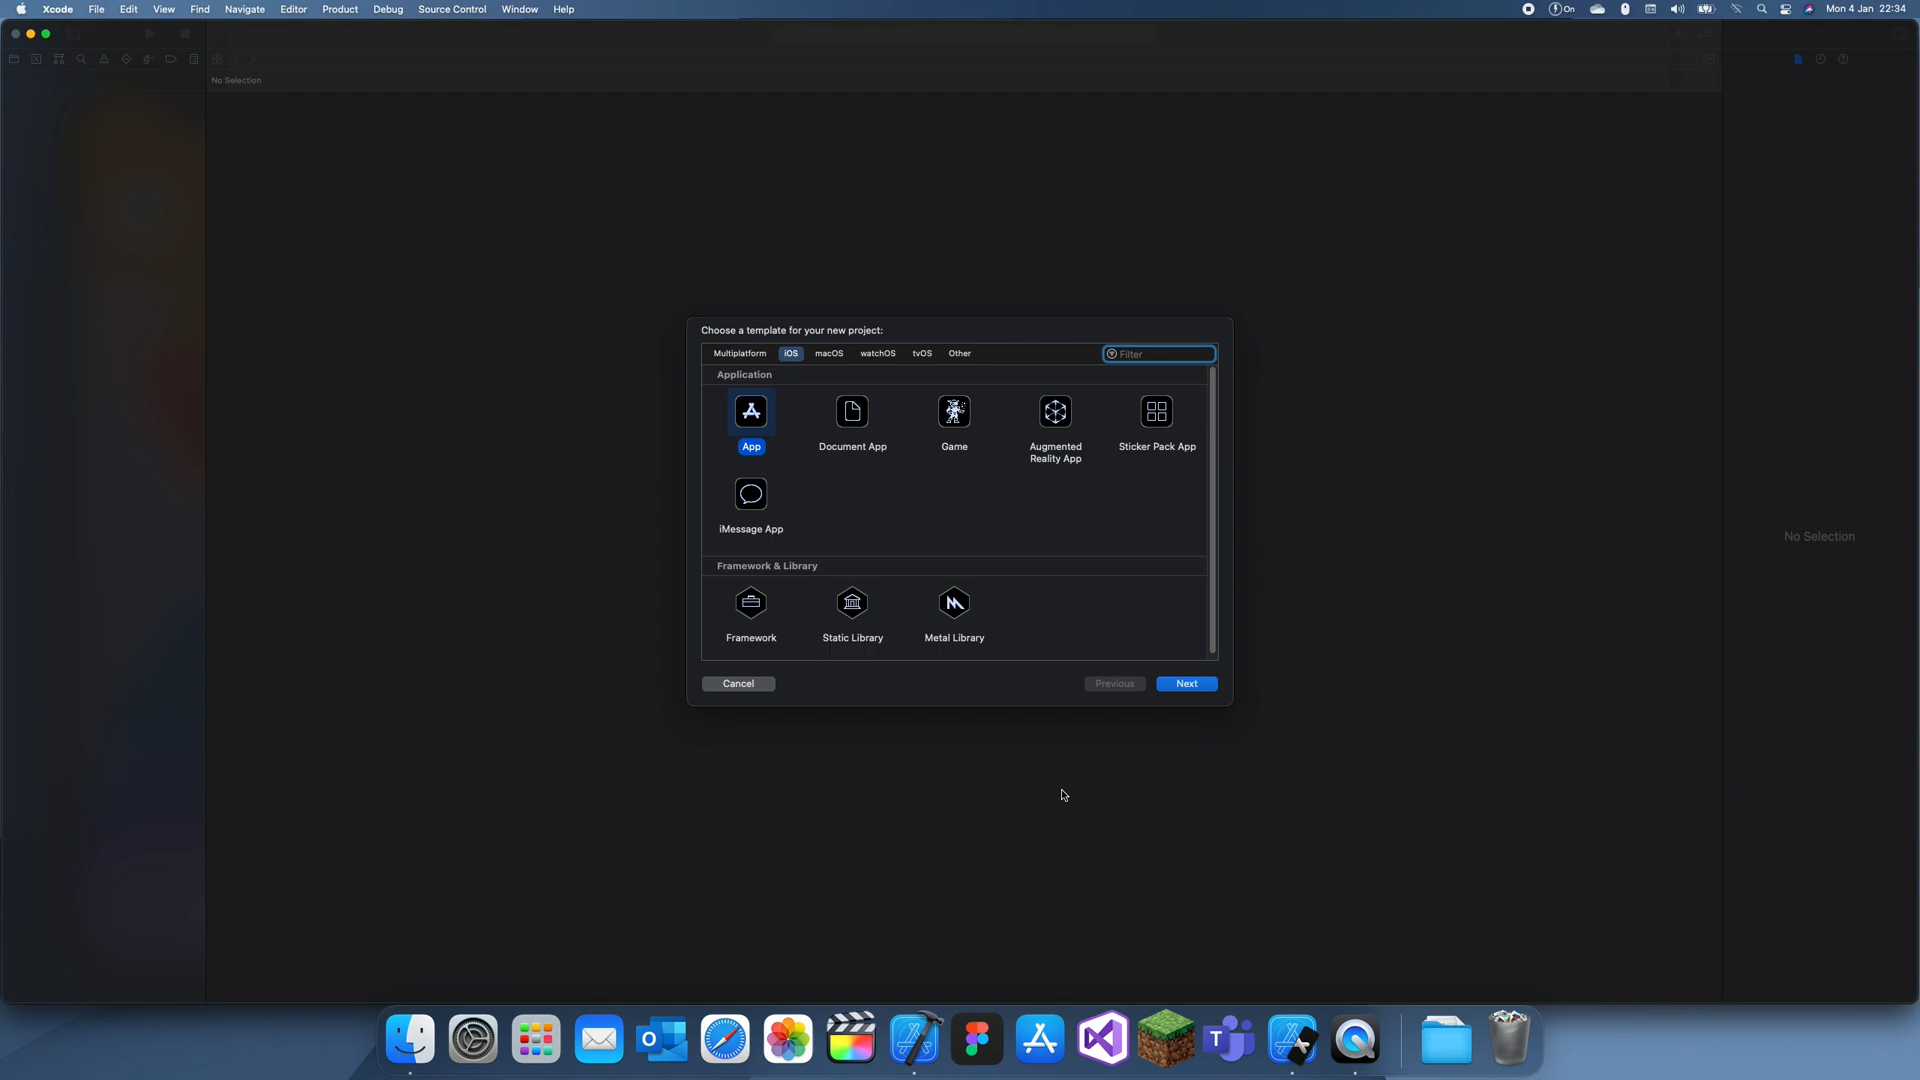 Xcode File Edit View Find Navigate Editor Product Debug Source Control Window Help
On
Mon 4 Jan 22:34
No Selection
Choose a template for your new project:
Multiplatform iOS macOS watchOS tvOS Other
Filter
Application
App
Document App
Game
Augmented
Reality App
Sticker Pack App
iMessage App
Framework & Library
Framework
Static Library
Metal Library
Cancel
Previous
Next
No Selection